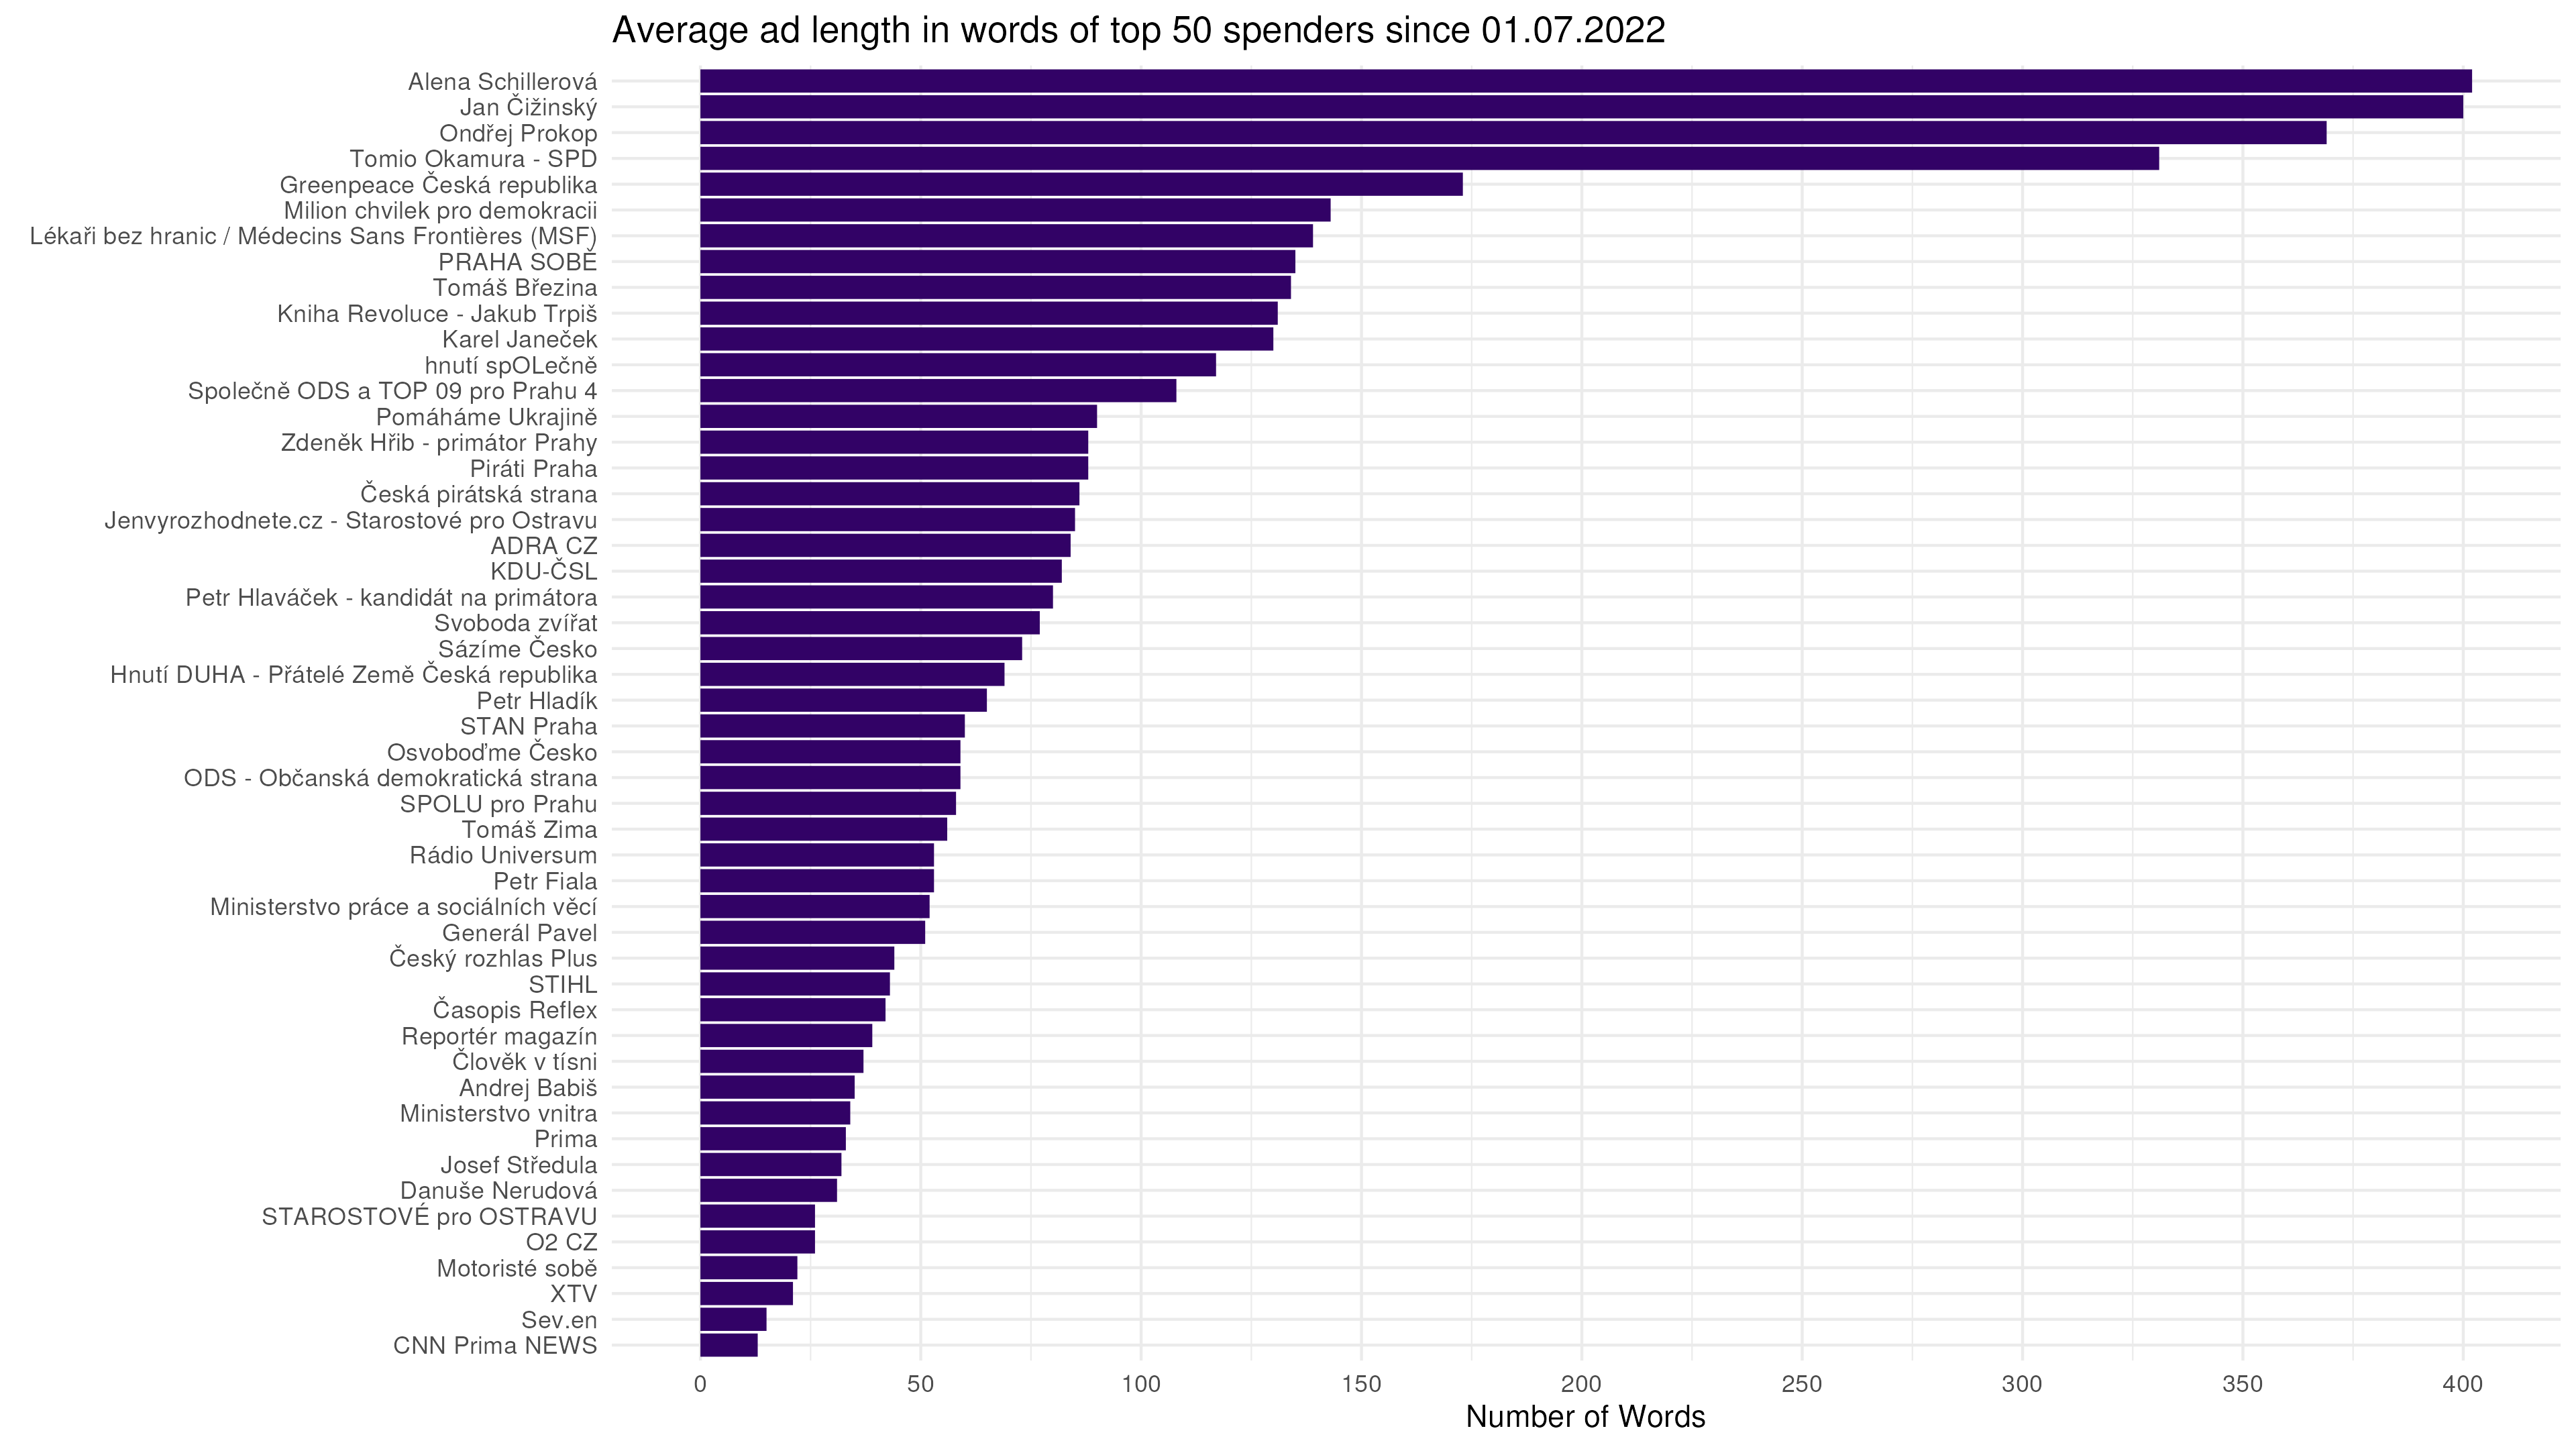 Average ad length in words of top 50 spenders since 01.07.2022
Alena Schillerová
Jan Čižinský
Ondřej Prokop
Tomio Okamura - SPD
Greenpeace Česká republika
Milion chvilek pro demokracii
Lékaři bez hranic / Médecins Sans Frontières (MSF)
PRAHA SOBĚ
Tomáš Březina
Kniha Revoluce - Jakub Trpiš
Karel Janeček
hnutí spOLečně
Společně ODS a TOP 09 pro Prahu 4
Pomáháme Ukrajině
Zdeněk Hřib - primátor Prahy
Piráti Praha
Česká pirátská strana
Jenvyrozhodnete.cz - Starostové pro Ostravu
ADRA CZ
KDU-ČSL
Petr Hlaváček - kandidát na primátora
Svoboda zvířat
Sázíme Česko
Hnutí DUHA - Přátelé Země Česká republika
Petr Hladík
STAN Praha
Osvoboďme Česko
ODS - Občanská demokratická strana
SPOLU pro Prahu
Tomáš Zima
Rádio Universum
Petr Fiala
Ministerstvo práce a sociálních věcí
Generál Pavel
Český rozhlas Plus
STIHL
Časopis Reflex
Reportér magazín
Člověk v tísni
Andrej Babiš
Ministerstvo vnitra
Prima
Josef Středula
Danuše Nerudová
STAROSTOVÉ pro OSTRAVU
O2 CZ
Motoristé sobě
XTV
Sev.en
CNN Prima NEWS
0 50 100 150 200 250 300 350 400
Number of Words